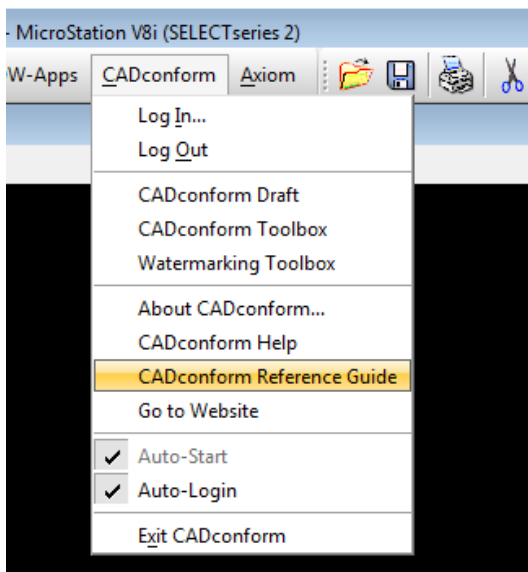 - MicroStation V8i (SELECTseries 2)
W-Apps CADconform Axiom
Log In...
Log Out
CADconform Draft
CADconform Toolbox
Watermarking Toolbox
About CADconform...
CADconform Help
CADconform Reference Guide
Go to Website
Auto-Start
Auto-Login
Exit CADconform